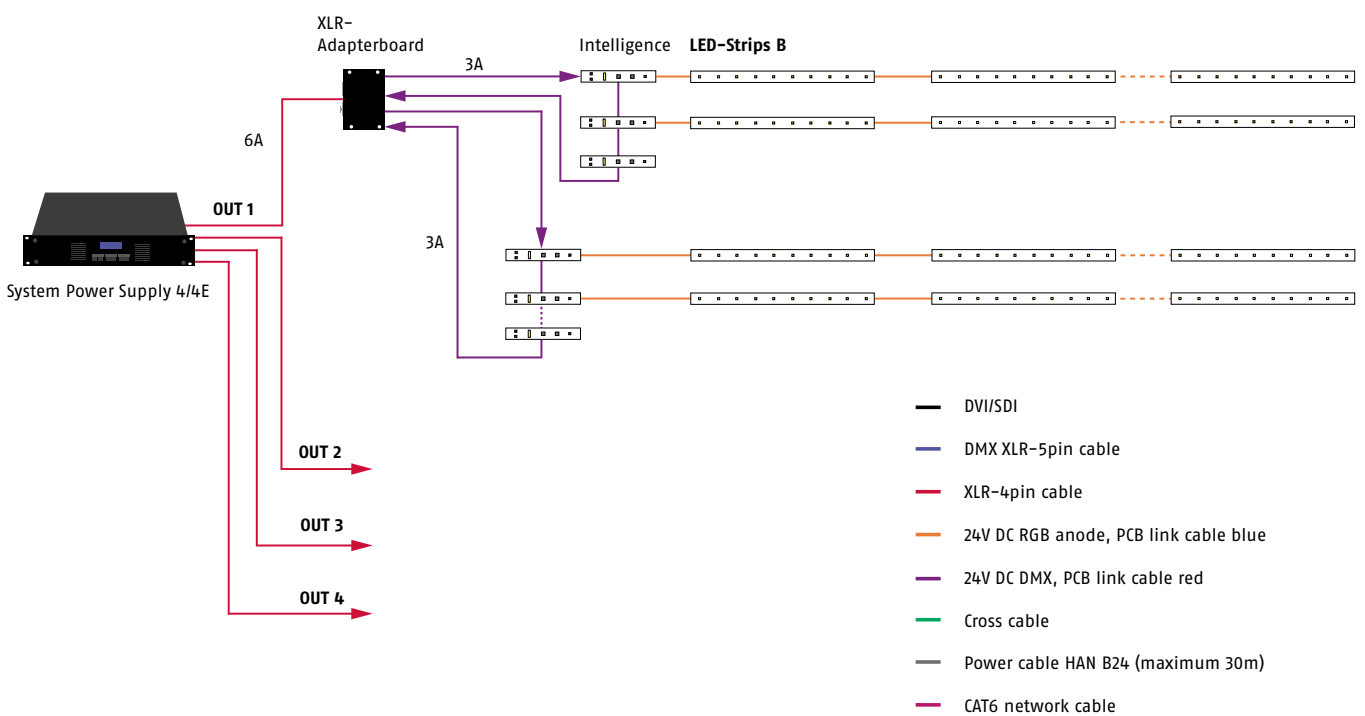 XLR-
Adapterboard
Intelligence
LED-Strips B
3A
6A
OUT 1
3A
System Power Supply 4/4E
OUT 2
OUT 3
OUT 4
DVI/SDI
DMX XLR-5pin cable
XLR-4pin cable
24V DC RGB anode, PCB link cable blue
24V DC DMX, PCB link cable red
Cross cable
Power cable HAN B24 (maximum 30m)
CAT6 network cable